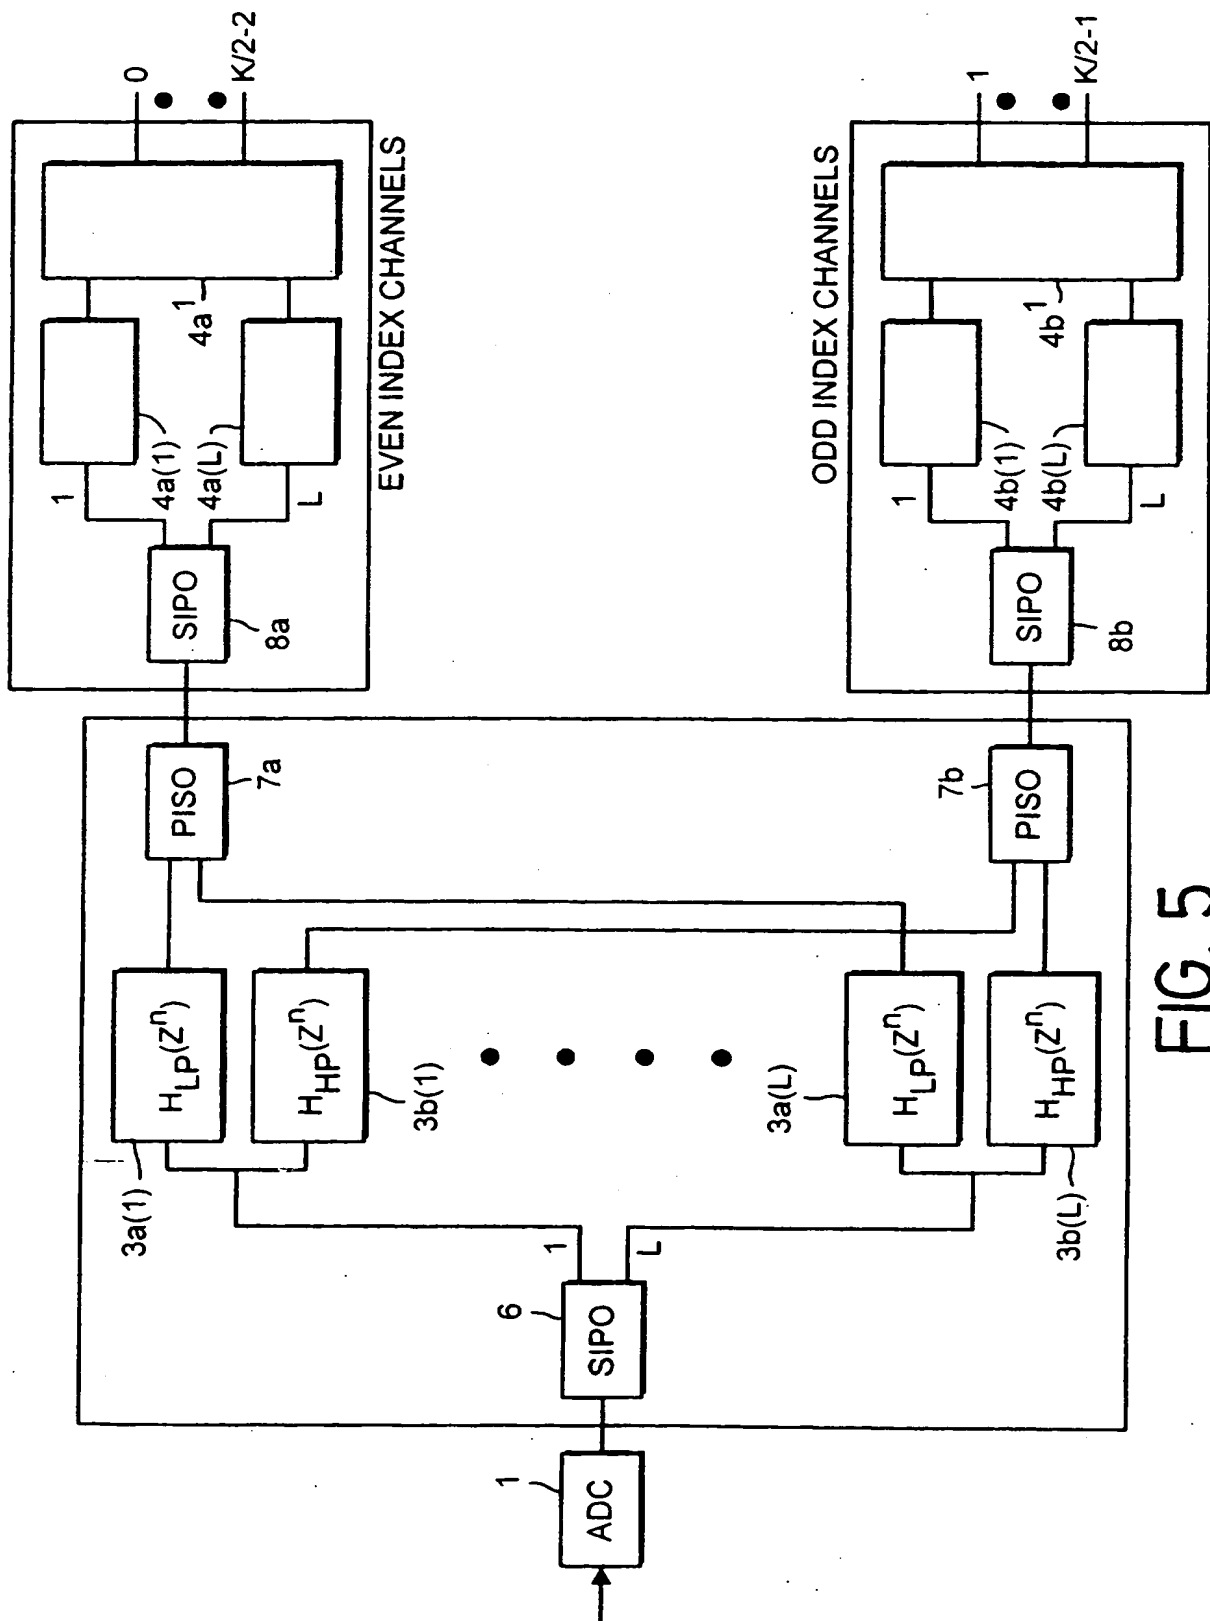 1
ADC
6
SIPO
1
L
3a(1)
H_LP(Z^n)
H_HP(Z^n)
3b(1)
3a(L)
H_LP(Z^n)
H_HP(Z^n)
3b(L)
PISO
7a
PISO
7b
SIPO
8a
1
L
4a(1)
4a(L)
4a^1
0
K/2-2
EVEN INDEX CHANNELS
ODD INDEX CHANNELS
SIPO
8b
1
L
4b(1)
4b(L)
4b^1
1
K/2-1
FIG. 5